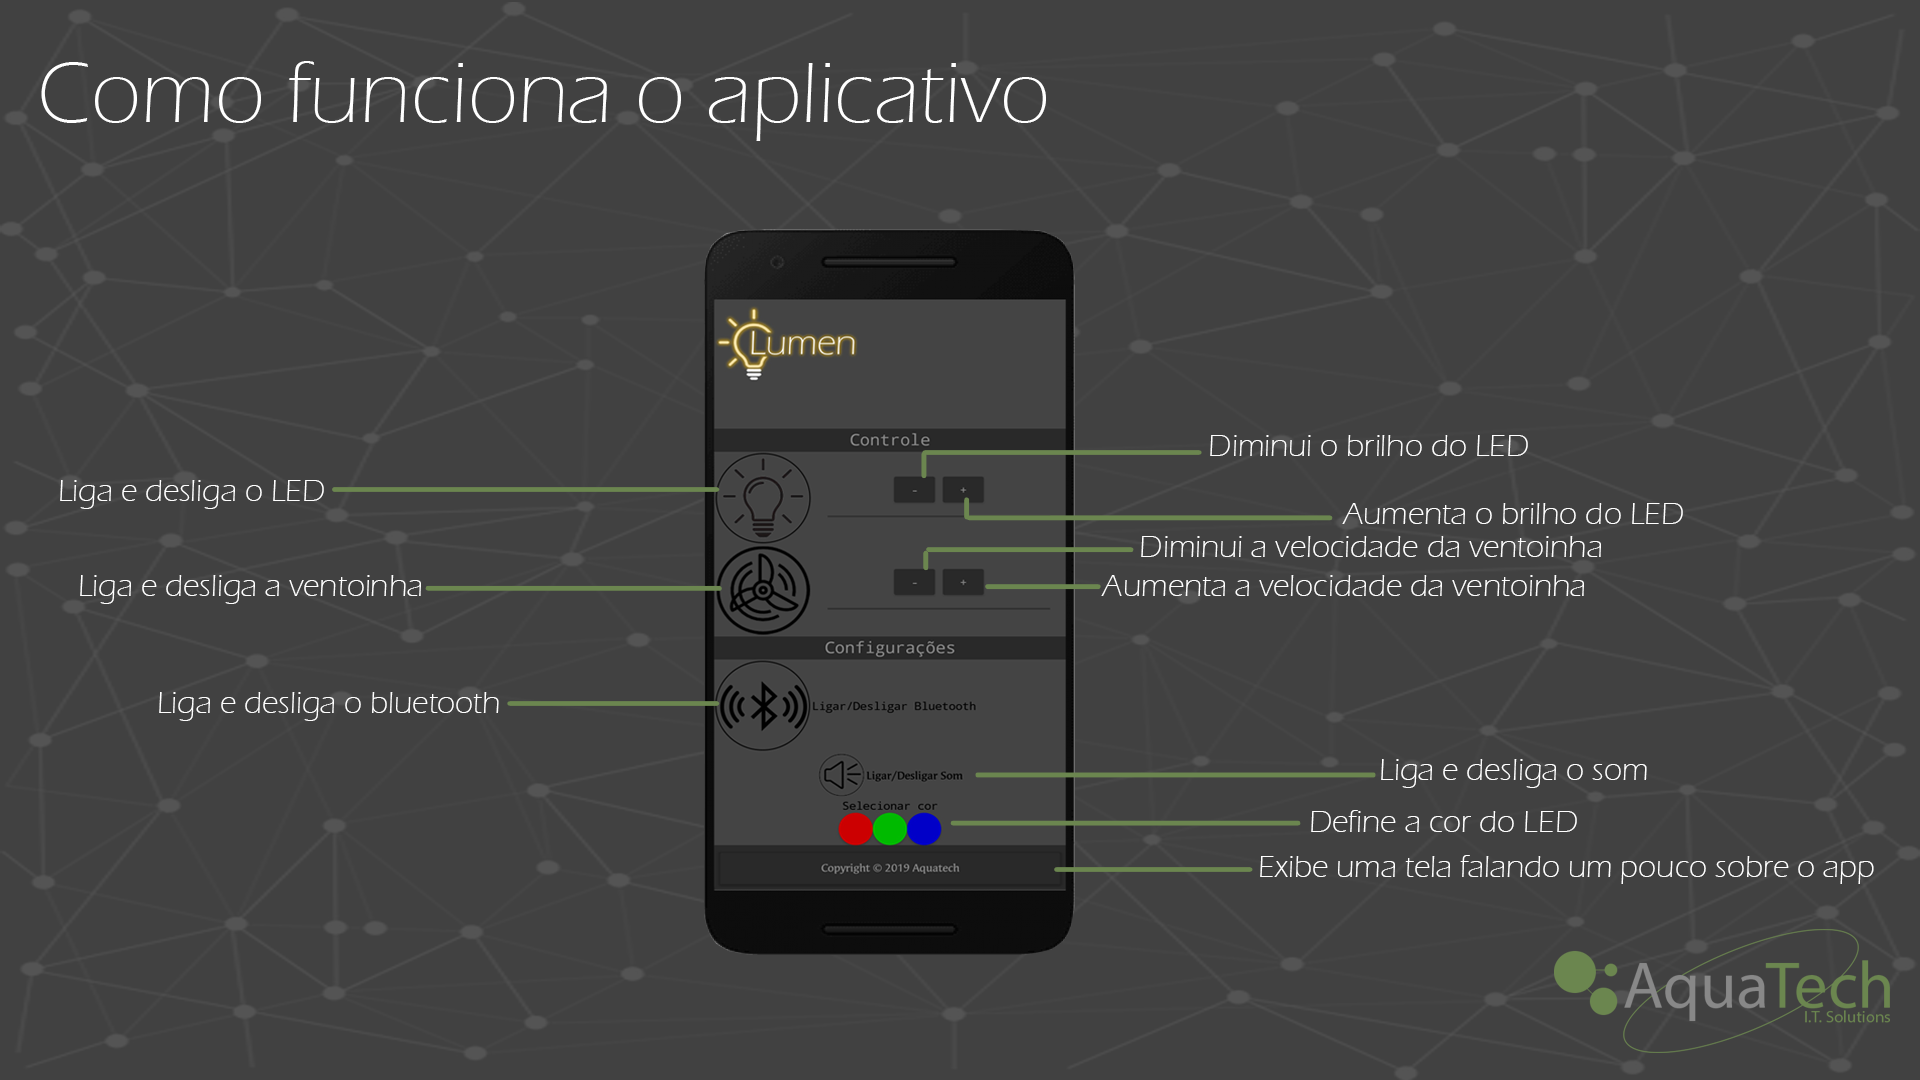 Como funciona o aplicativo
Lumen
Controle
Diminui o brilho do LED
Liga e desliga o LED
- +
Aumenta o brilho do LED
Diminui a velocidade da ventoinha
Liga e desliga a ventoinha
- +
Aumenta a velocidade da ventoinha
Configurações
Liga e desliga o bluetooth
Ligar/Desligar Bluetooth
Ligar/Desligar Som
Liga e desliga o som
Selecionar cor
Define a cor do LED
Copyright © 2019 Aquatech
Exibe uma tela falando um pouco sobre o app
AquaTech
I.T. Solutions